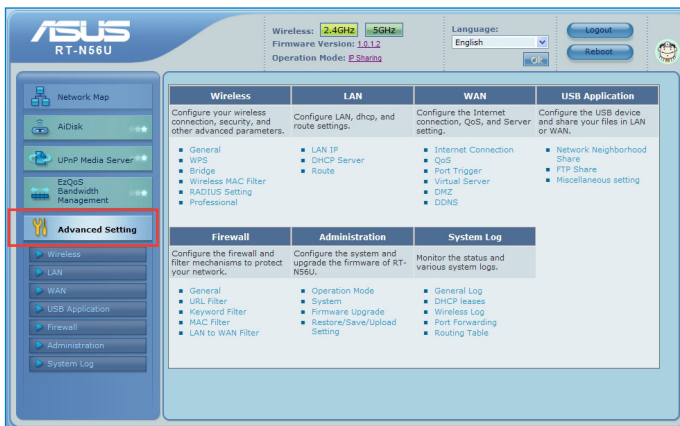 ASUS
RT-N56U
Wireless: 2.4GHz 5GHz
Firmware Version: 1.0.1.2
Operation Mode: IP Sharing
Language:
English
OK
Logout
Reboot
Network Map
AiDisk
UPnP Media Server
EzQoS
Bandwidth
Management
Advanced Setting
Wireless
LAN
WAN
USB Application
Firewall
Administration
System Log
Wireless
Configure your wireless
connection, security, and
other advanced parameters.
General
WPS
Bridge
Wireless MAC Filter
RADIUS Setting
Professional
LAN
Configure LAN, dhcp, and
route settings.
LAN IP
DHCP Server
Route
WAN
Configure the Internet
connection, QoS, and Server
setting.
Internet Connection
QoS
Port Trigger
Virtual Server
DMZ
DDNS
USB Application
Configure the USB device
and share your files in LAN
or WAN.
Network Neighborhood
Share
FTP Share
Miscellaneous setting
Firewall
Configure the firewall and
filter mechanisms to protect
your network.
General
URL Filter
Keyword Filter
MAC Filter
LAN to WAN Filter
Administration
Configure the system and
upgrade the firmware of RT-
N56U.
Operation Mode
System
Firmware Upgrade
Restore/Save/Upload
Setting
System Log
Monitor the status and
various system logs.
General Log
DHCP leases
Wireless Log
Port Forwarding
Routing Table